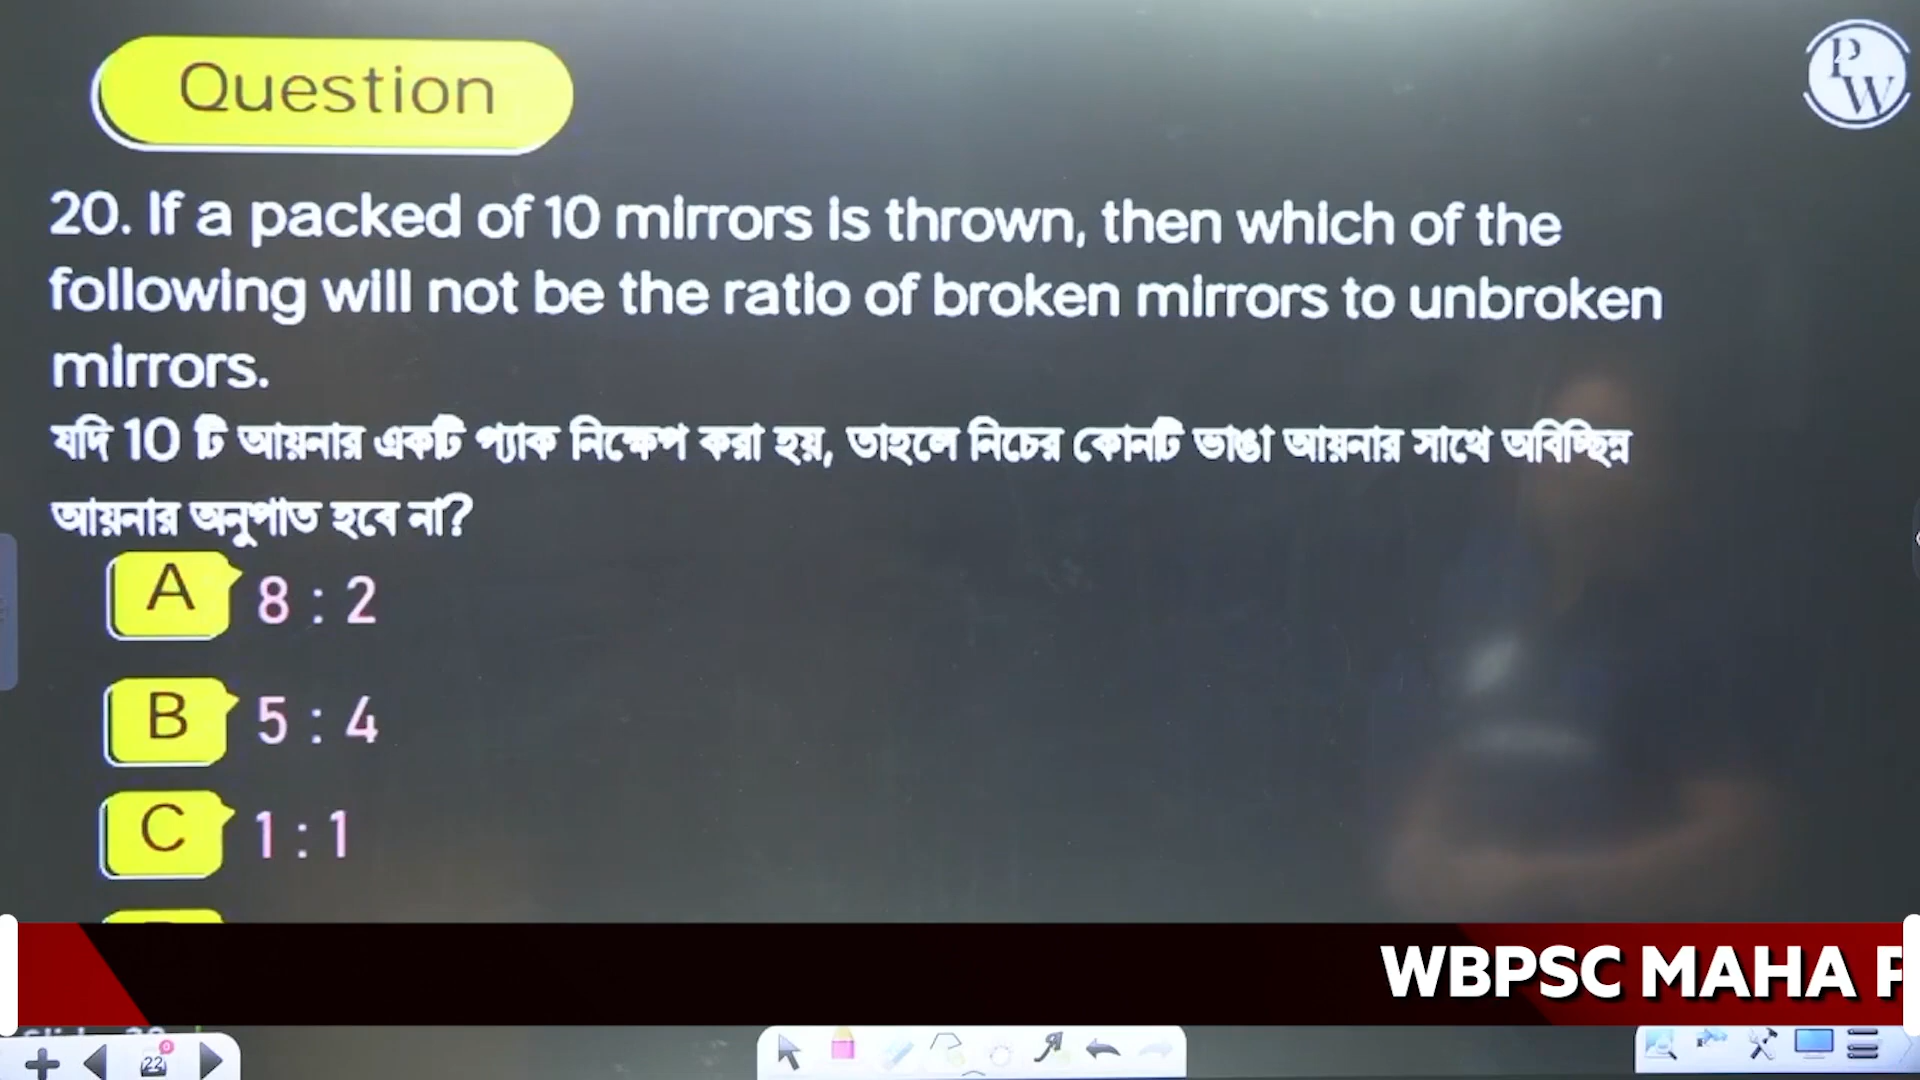 Question
PW
20. If a packed of 10 mirrors is thrown, then which of the
following will not be the ratio of broken mirrors to unbroken
mirrors.
যদি 10 টি আয়নার একটি প্যাক নিক্ষেপ করা হয়, তাহলে নিচের কোনটি ভাঙা আয়নার সাথে অবিচ্ছিন্ন
আয়নার অনুপাত হবে না?
A 8 : 2
B 5 : 4
C 1 : 1
WBPSC MAHA
22